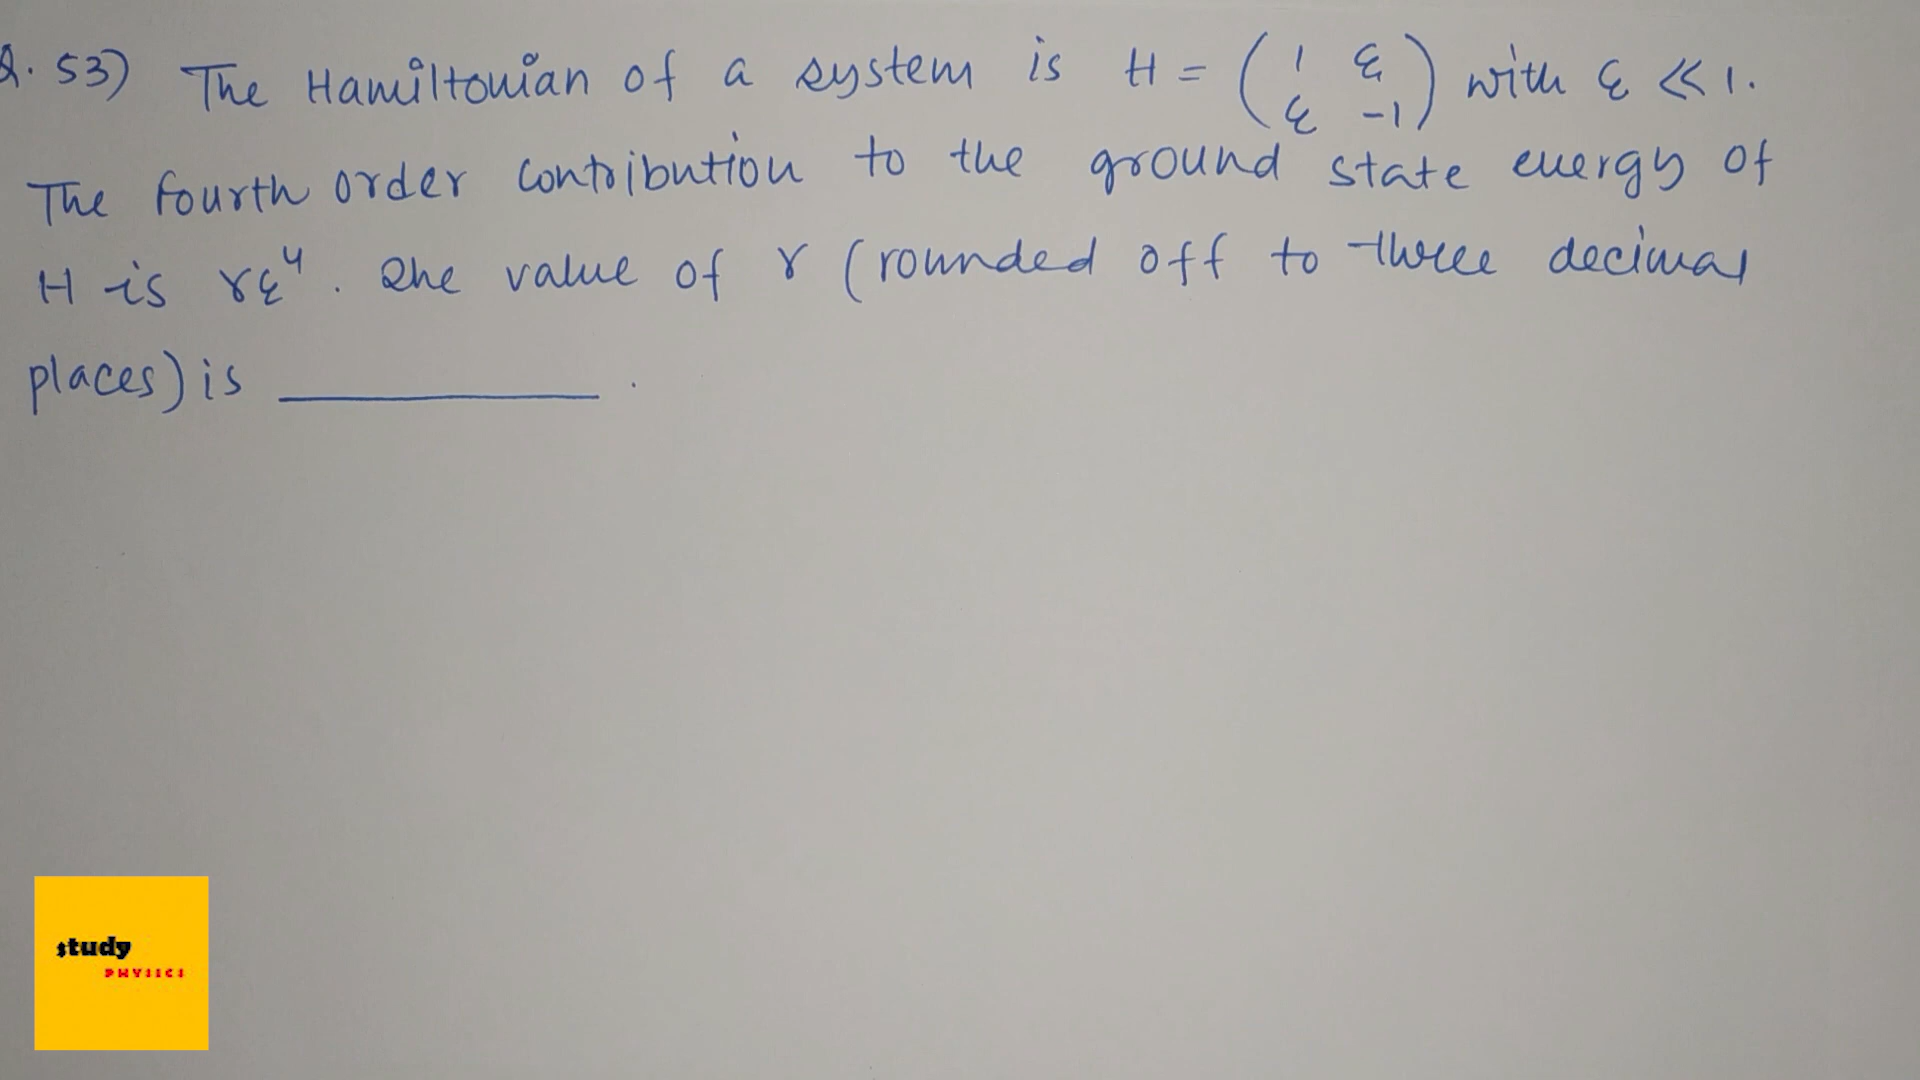 Q. 53) The Hamiltonian of a system is H = ( 1 ε ) with ε << 1.
ε -1
The fourth order contribution to the ground state energy of
H is γε⁴. The value of γ (rounded off to three decimal
places) is ________ .
study
PHYSICS